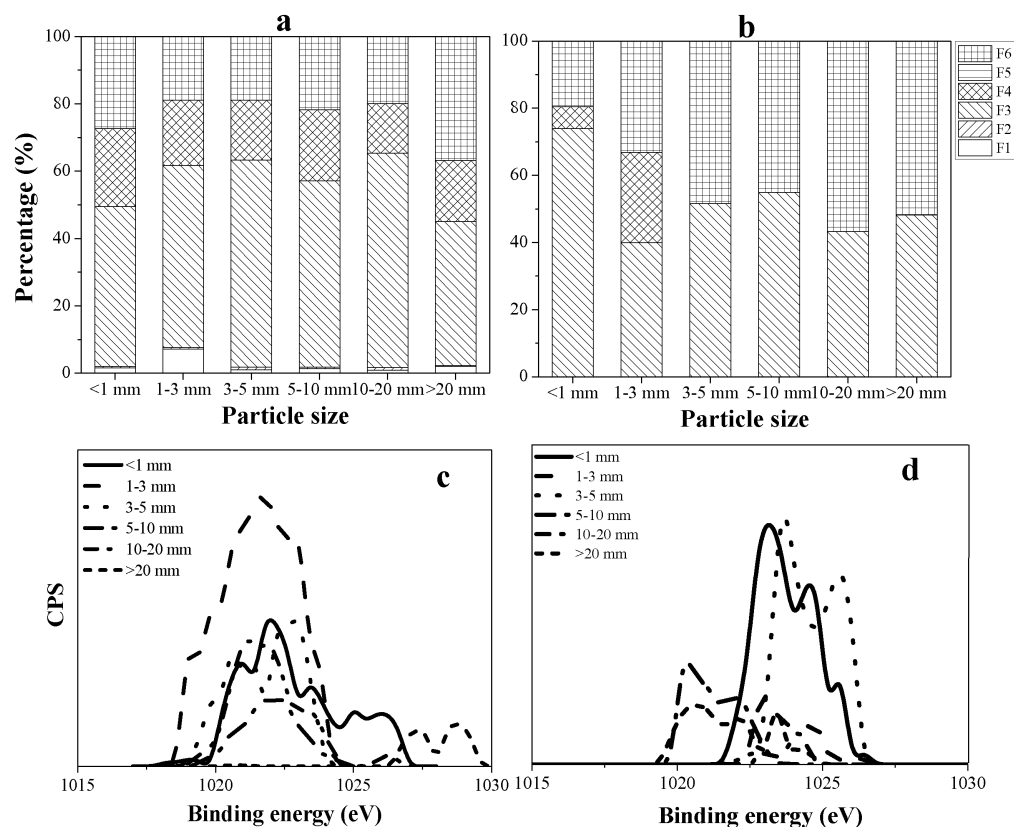 a
100
80
60
40
20
0
Percentage (%)
<1 mm 1-3 mm 3-5 mm 5-10 mm 10-20 mm >20 mm
Particle size
b
100
80
60
40
20
0
<1 mm 1-3 mm 3-5 mm 5-10 mm 10-20 mm >20 mm
Particle size
F6
F5
F4
F3
F2
F1
c
<1 mm
1-3 mm
3-5 mm
5-10 mm
10-20 mm
>20 mm
CPS
1015 1020 1025 1030
Binding energy (eV)
d
<1 mm
1-3 mm
3-5 mm
5-10 mm
10-20 mm
>20 mm
1015 1020 1025 1030
Binding energy (eV)